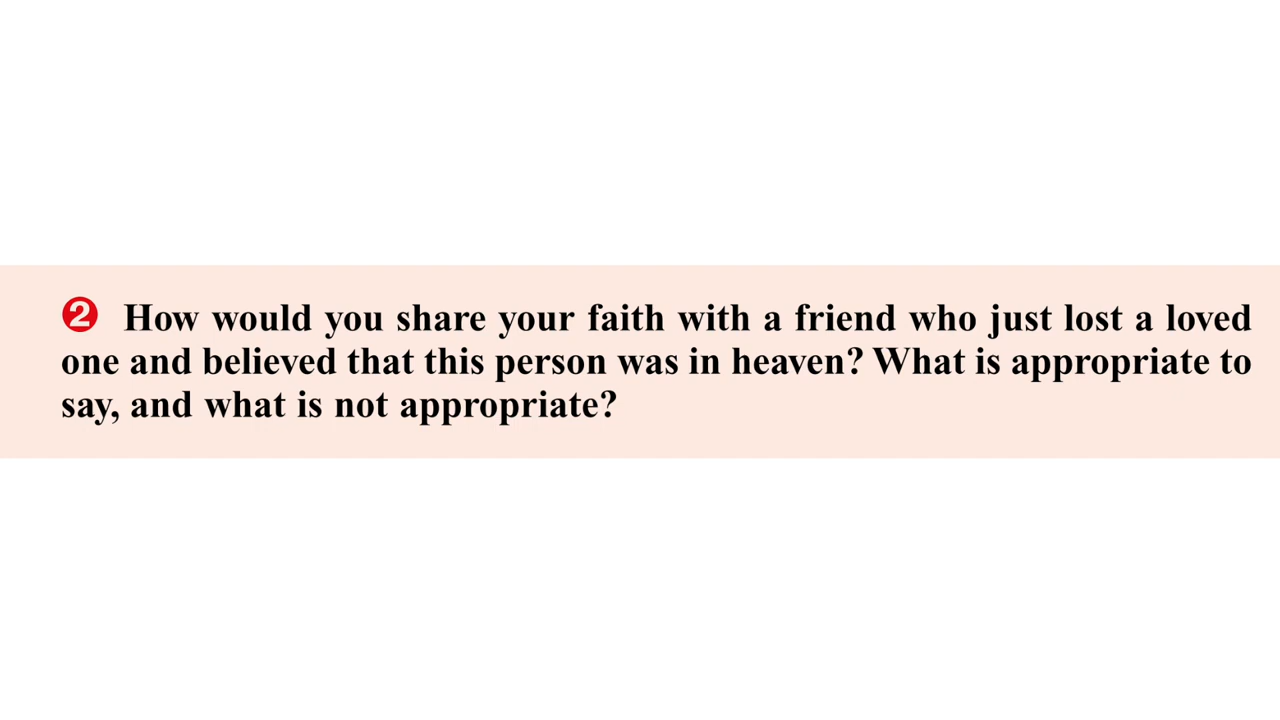 ❷ How would you share your faith with a friend who just lost a loved
one and believed that this person was in heaven? What is appropriate to
say, and what is not appropriate?